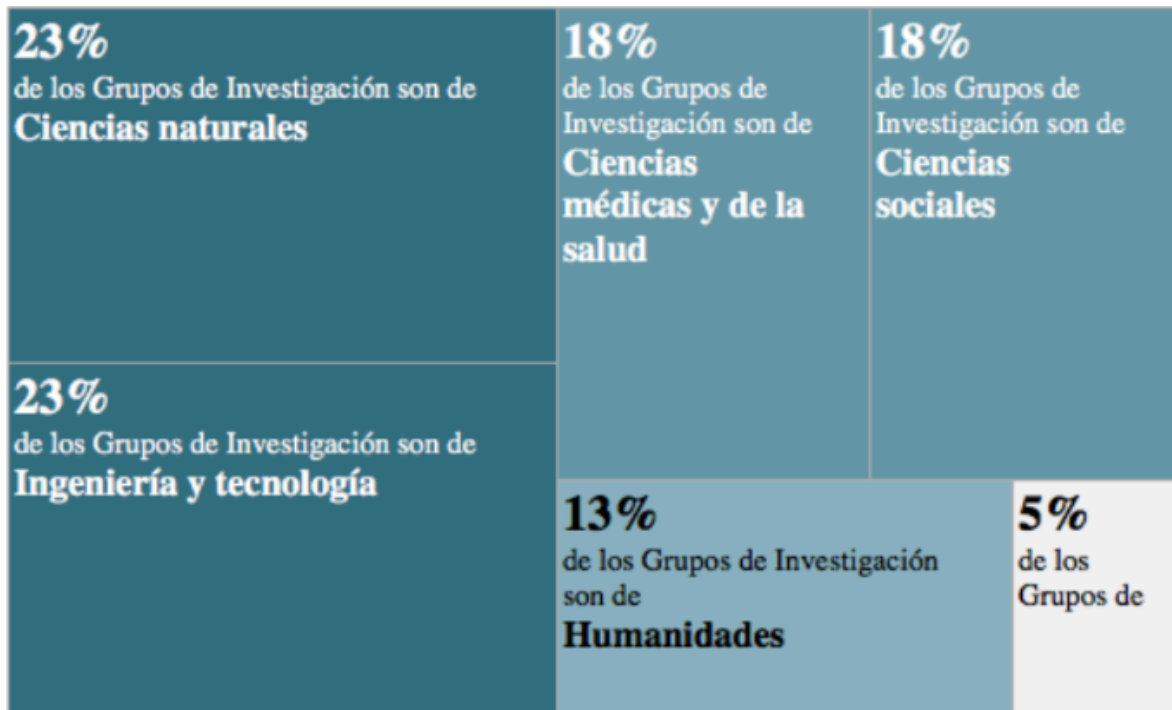 23%
de los Grupos de Investigación son de
Ciencias naturales
18%
de los Grupos de
Investigación son de
Ciencias
médicas y de la
salud
18%
de los Grupos de
Investigación son de
Ciencias
sociales
23%
de los Grupos de Investigación son de
Ingeniería y tecnología
13%
de los Grupos de Investigación
son de
Humanidades
5%
de los
Grupos de